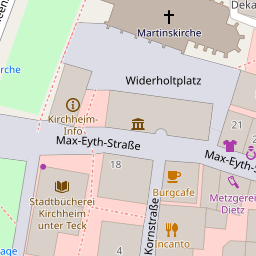 Deka
Martinskirche
Widerholtplatz
irche
Kirchheim-
Info
Max-Eyth-Straße
21
Max-Eyth-S
18
Stadtbücherei
Kirchheim
unter Teck
Burgcafe
Metzgerei
Dietz
Kornstraße
Incanto
4
age